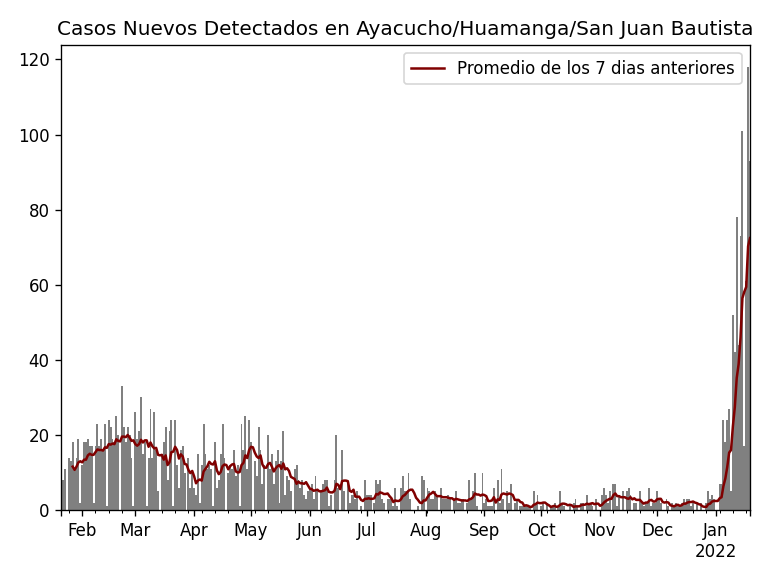 Casos Nuevos Detectados en Ayacucho/Huamanga/San Juan Bautista
Promedio de los 7 dias anteriores
120
100
80
60
40
20
0
Feb Mar Apr May Jun Jul Aug Sep Oct Nov Dec Jan
2022